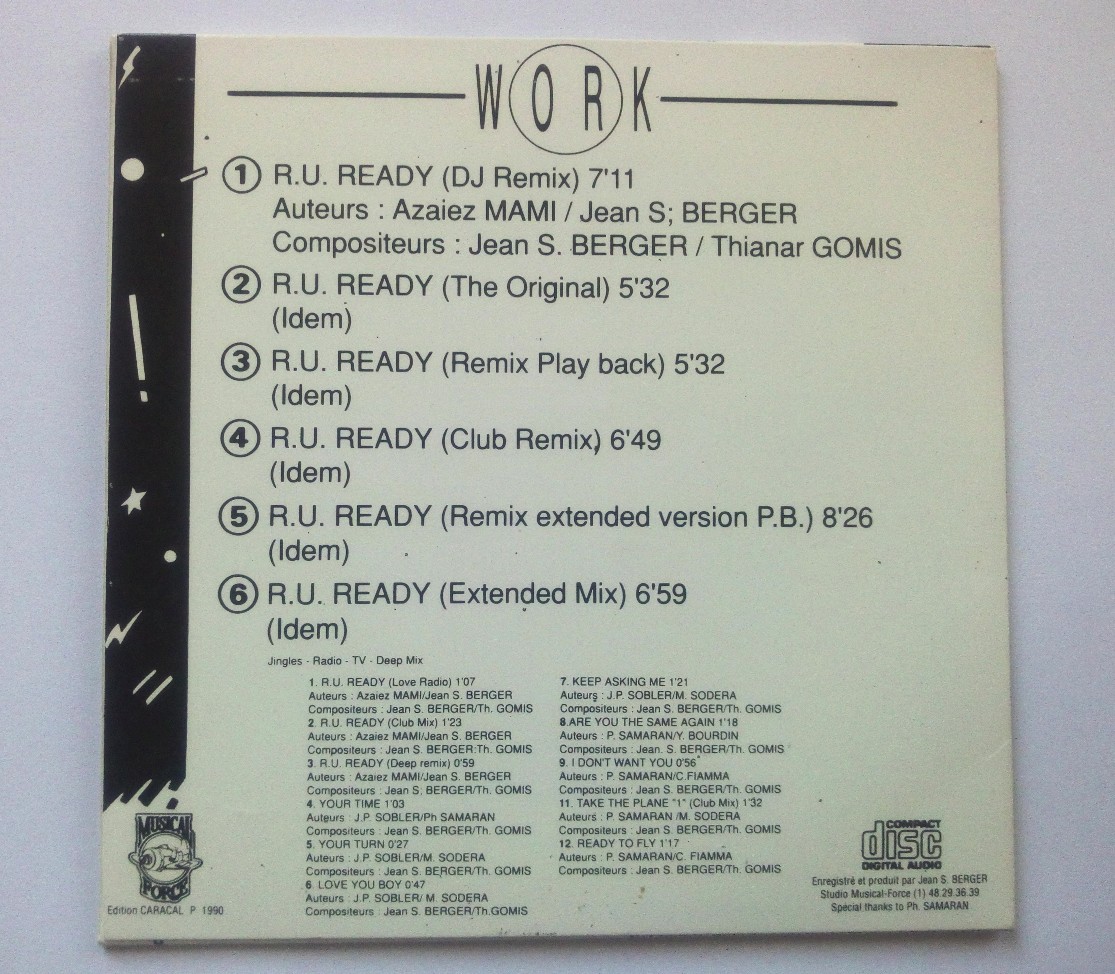 WORK
1 R.U. READY (DJ Remix) 7'11
Auteurs : Azaiez MAMI / Jean S; BERGER
Compositeurs : Jean S. BERGER / Thianar GOMIS
2 R.U. READY (The Original) 5'32
(Idem)
3 R.U. READY (Remix Play back) 5'32
(Idem)
4 R.U. READY (Club Remix) 6'49
(Idem)
5 R.U. READY (Remix extended version P.B.) 8'26
(Idem)
6 R.U. READY (Extended Mix) 6'59
(Idem)
Jingles - Radio - TV - Deep Mix
1. R.U. READY (Love Radio) 1'07
Auteurs : Azaiez MAMI/Jean S. BERGER
Compositeurs : Jean S. BERGER/Th. GOMIS
2. R.U. READY (Club Mix) 1'23
Auteurs : Azaiez MAMI/Jean S. BERGER
Compositeurs : Jean S. BERGER:Th. GOMIS
3. R.U. READY (Deep remix) 0'59
Auteurs : Azaiez MAMI/Jean S. BERGER
Compositeurs : Jean S; BERGER/Th. GOMIS
4. YOUR TIME 1'03
Auteurs : J.P SOBLER/Ph SAMARAN
Compositeurs : Jean S. BERGER/Th. GOMIS
5. YOUR TURN 0'27
Auteurs : J.P SOBLER/M. SODERA
Compositeurs : Jean S. BERGER/Th. GOMIS
6 LOVE YOU BOY 0'47
Auteurs : J.P. SOBLER/ M. SODERA
Compositeurs : Jean S. BERGER/Th.GOMIS
7. KEEP ASKING ME 1'21
Auteurs : J.P. SOBLER/M. SODERA
Compositeurs : Jean S. BERGER/Th. GOMIS
8.ARE YOU THE SAME AGAIN 1'18
Auteurs : P. SAMARAN/Y. BOURDIN
Compositeurs : Jean. S. BERGER/Th. GOMIS
9. I DON'T WANT YOU 0'56
Auteurs : P. SAMARAN/C.FIAMMA
Compositeurs : Jean S. BERGER/Th. GOMIS
11. TAKE THE PLANE "1" (Club Mix) 1'32
Auteurs : P. SAMARAN /M. SODERA
Compositeurs : Jean S. BERGER/Th. GOMIS
12. READY TO FLY 1'17
Auteurs : P. SAMARAN/C. FIAMMA
Compositeurs : Jean S. BERGER/Th. GOMIS
MUSICAL
FORCE
Edition CARACAL P 1990
COMPACT
disc
DIGITAL AUDIO
Enregistré et produit par Jean S. BERGER
Studio Musical-Force (1) 48.29.36.39
Special thanks to Ph. SAMARAN